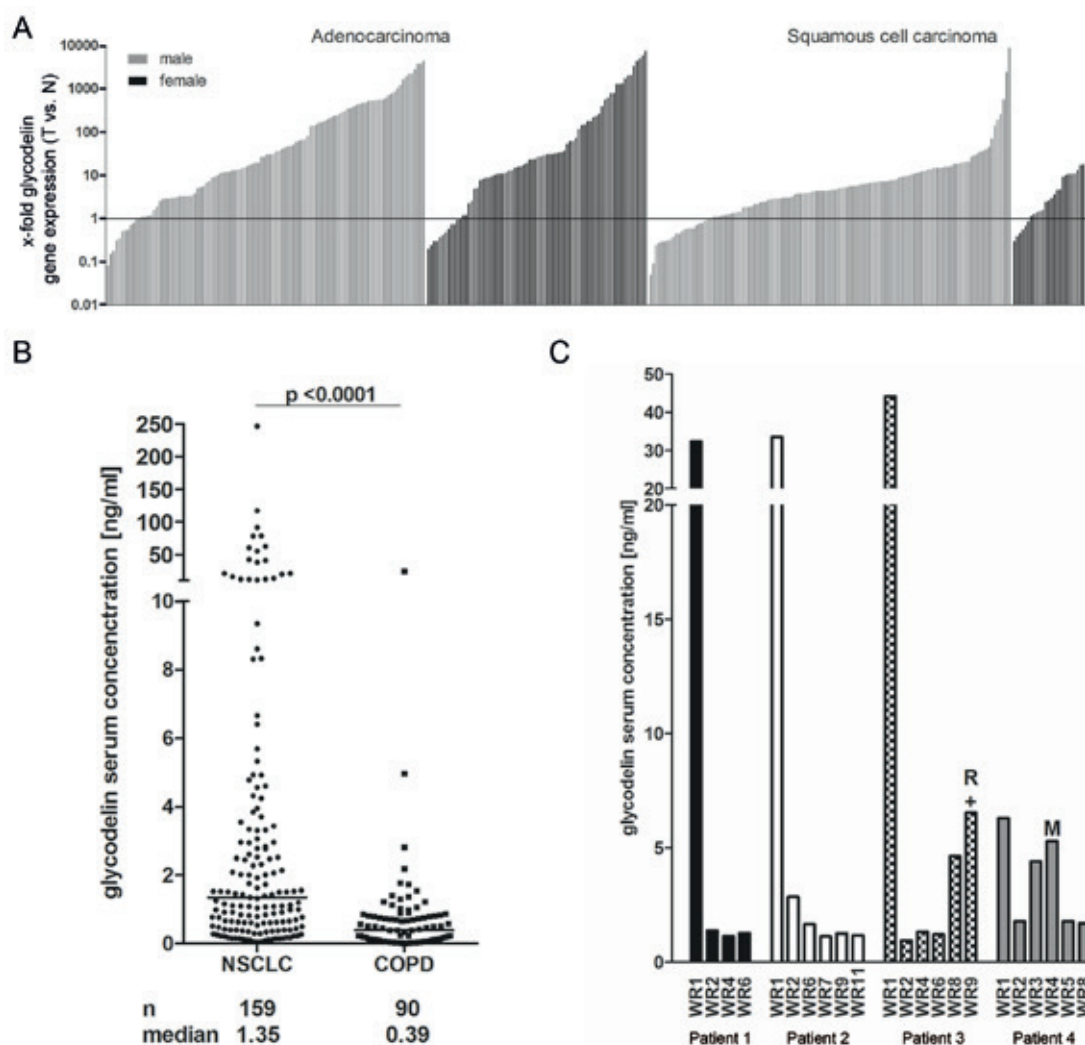 A
Adenocarcinoma
Squamous cell carcinoma
male
female
x-fold glycodelin
gene expression (T vs. N)
10000
1000
100
10
1
0.1
0.01
B
p <0.0001
glycodelin serum concenctration [ng/ml]
250
200
150
100
50
10
8
6
4
2
0
NSCLC COPD
n 159 90
median 1.35 0.39
C
glycodelin serum concentration [ng/ml]
50
40
30
20
20
15
10
5
0
R
+
M
WR1 WR2 WR4 WR6 WR1 WR2 WR6 WR7 WR9 WR11 WR1 WR2 WR4 WR6 WR8 WR9 WR1 WR2 WR3 WR4 WR5 WR8
Patient 1 Patient 2 Patient 3 Patient 4